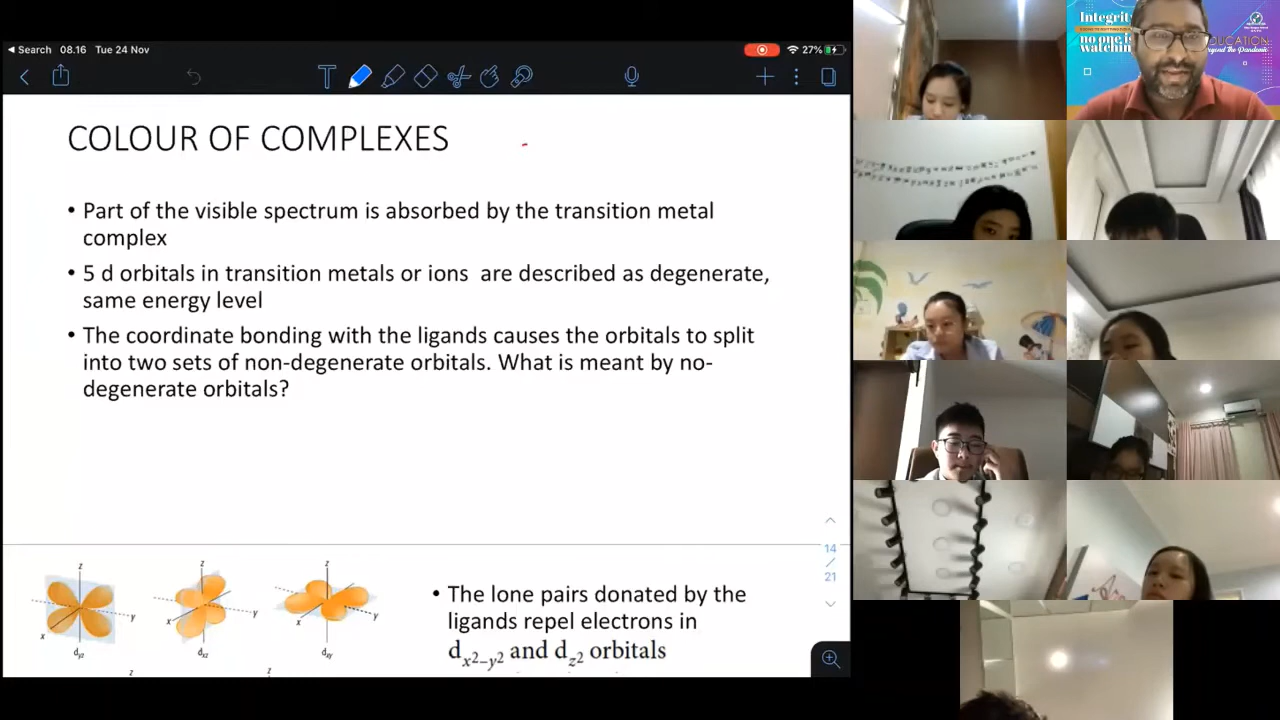 Search 08.16 Tue 24 Nov
27%
COLOUR OF COMPLEXES
• Part of the visible spectrum is absorbed by the transition metal
complex
• 5 d orbitals in transition metals or ions are described as degenerate,
same energy level
• The coordinate bonding with the ligands causes the orbitals to split
into two sets of non-degenerate orbitals. What is meant by no-
degenerate orbitals?
14
/
21
z
y
x
dyz
z
y
x
dxz
z
y
x
dxy
z
z
• The lone pairs donated by the
ligands repel electrons in
dx2−y2 and dz2 orbitals
Integrity
no one is
watching
EDUCATION
Beyond the Pandemic